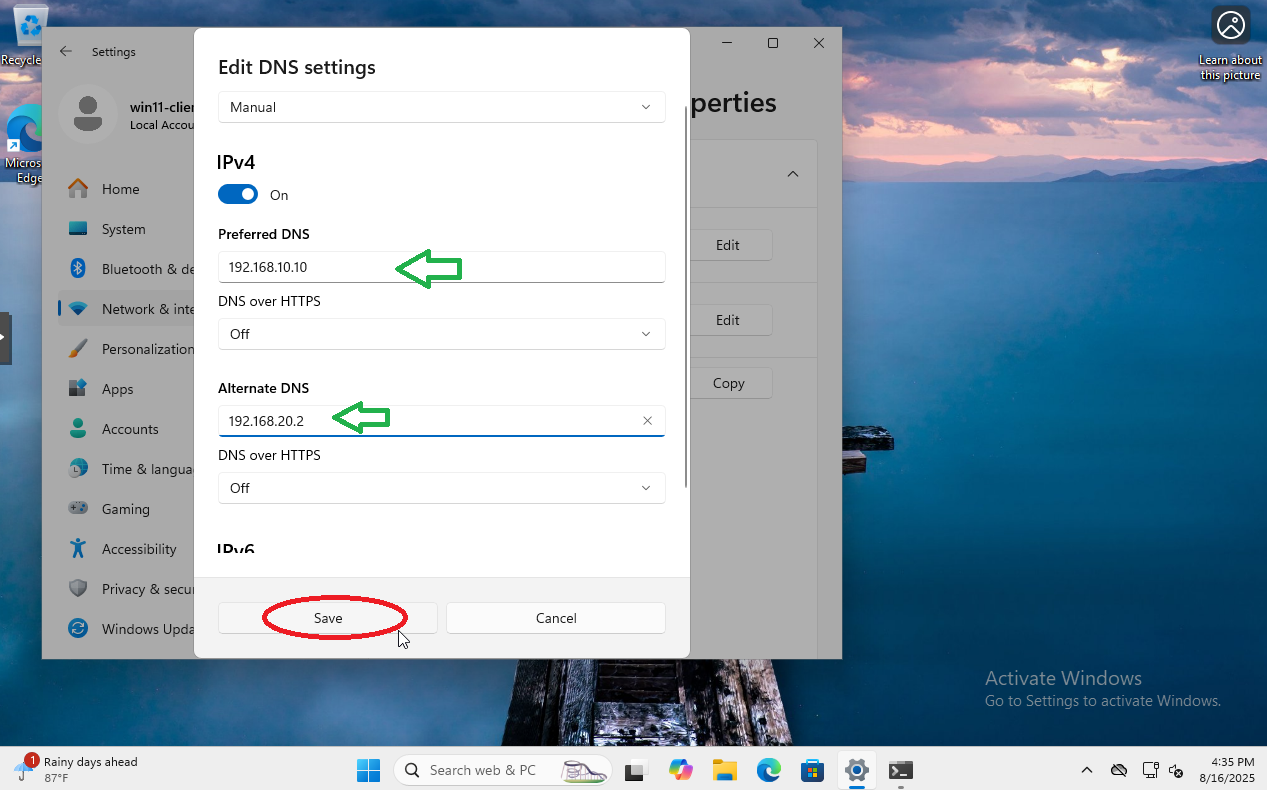 Recycle
Learn about
this picture
Micros
Edge
Settings
win11-clien
Local Accou
Home
System
Bluetooth & de
Network & inte
Personalization
Apps
Accounts
Time & langua
Gaming
Accessibility
Privacy & secu
Windows Upda
perties
Edit
Edit
Copy
Edit DNS settings
Manual
IPv4
On
Preferred DNS
192.168.10.10
DNS over HTTPS
Off
Alternate DNS
192.168.20.2
DNS over HTTPS
Off
IPv6
Save
Cancel
Activate Windows
Go to Settings to activate Windows.
1
Rainy days ahead
87°F
Search web & PC
4:35 PM
8/16/2025